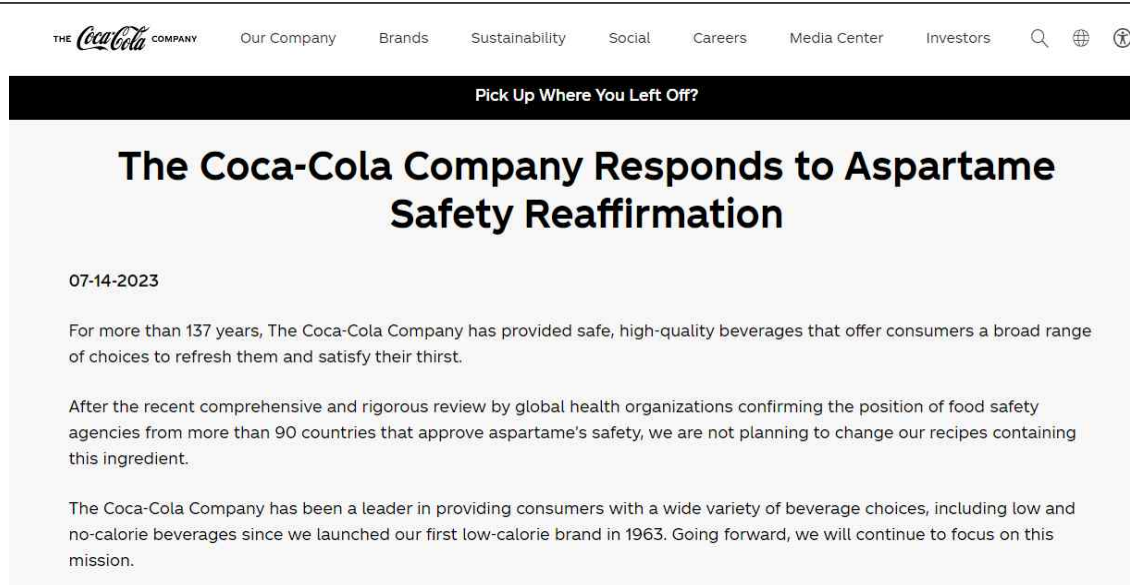 THE Coca-Cola COMPANY Our Company Brands Sustainability Social Careers Media Center Investors
Pick Up Where You Left Off?
The Coca-Cola Company Responds to Aspartame
Safety Reaffirmation
07-14-2023
For more than 137 years, The Coca-Cola Company has provided safe, high-quality beverages that offer consumers a broad range
of choices to refresh them and satisfy their thirst.
After the recent comprehensive and rigorous review by global health organizations confirming the position of food safety
agencies from more than 90 countries that approve aspartame's safety, we are not planning to change our recipes containing
this ingredient.
The Coca-Cola Company has been a leader in providing consumers with a wide variety of beverage choices, including low and
no-calorie beverages since we launched our first low-calorie brand in 1963. Going forward, we will continue to focus on this
mission.